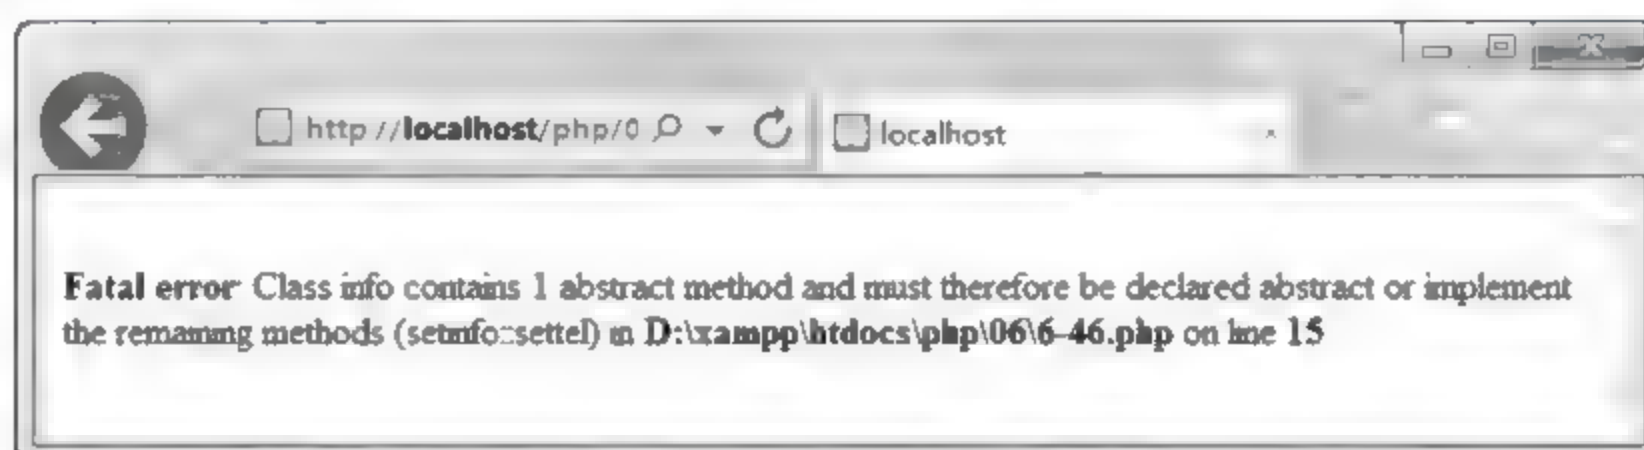 http://localhost/php/0
localhost
Fatal error: Class info contains 1 abstract method and must therefore be declared abstract or implement
the remaining methods (setinfo::settel) in D:\xampp\htdocs\php\06\6-46.php on line 15